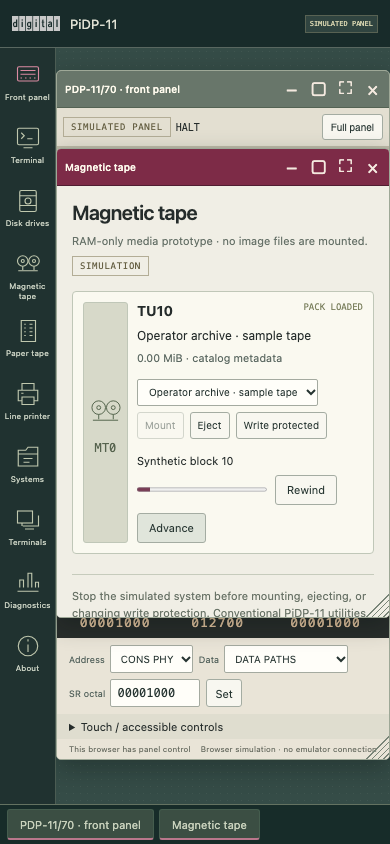 digital PiDP-11 SIMULATED PANEL
Front panel
Terminal
Disk drives
Magnetic
tape
Paper tape
Line printer
Systems
Terminals
Diagnostics
About
PDP-11/70 · front panel
SIMULATED PANEL HALT Full panel
Magnetic tape
Magnetic tape
RAM-only media prototype · no image files are mounted.
SIMULATION
MT0
TU10 PACK LOADED
Operator archive · sample tape
0.00 MiB · catalog metadata
Operator archive · sample tape
Mount Eject Write protected
Synthetic block 10
Rewind
Advance
Stop the simulated system before mounting, ejecting, or
changing write protection. Conventional PiDP-11 utilities
00001000 012700 00001000
Address CONS PHY Data DATA PATHS
SR octal 00001000 Set
Touch / accessible controls
This browser has panel control Browser simulation · no emulator connection
PDP-11/70 · front panel Magnetic tape